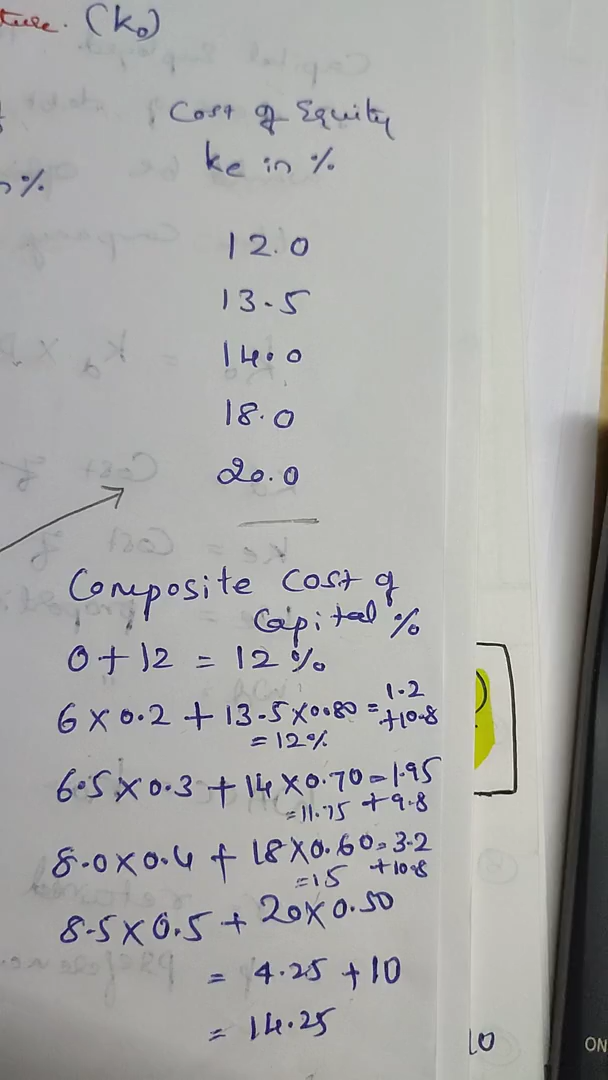 (ko)
Cost of Equity
ke in %
%
12.0
13.5
14.0
18.0
20.0
Composite Cost of
Capital %
0 + 12 = 12 %
6 X 0.2 + 13.5 X 0.80 = 1.2
+10.8
= 12%
6.5 X 0.3 + 14 X 0.70 = 1.95
= 11.75 + 9.8
8.0 X 0.4 + 18 X 0.60 = 3.2
= 15 + 10.8
8.5 X 0.5 + 20 X 0.50
= 4.25 + 10
= 14.25
10
ON